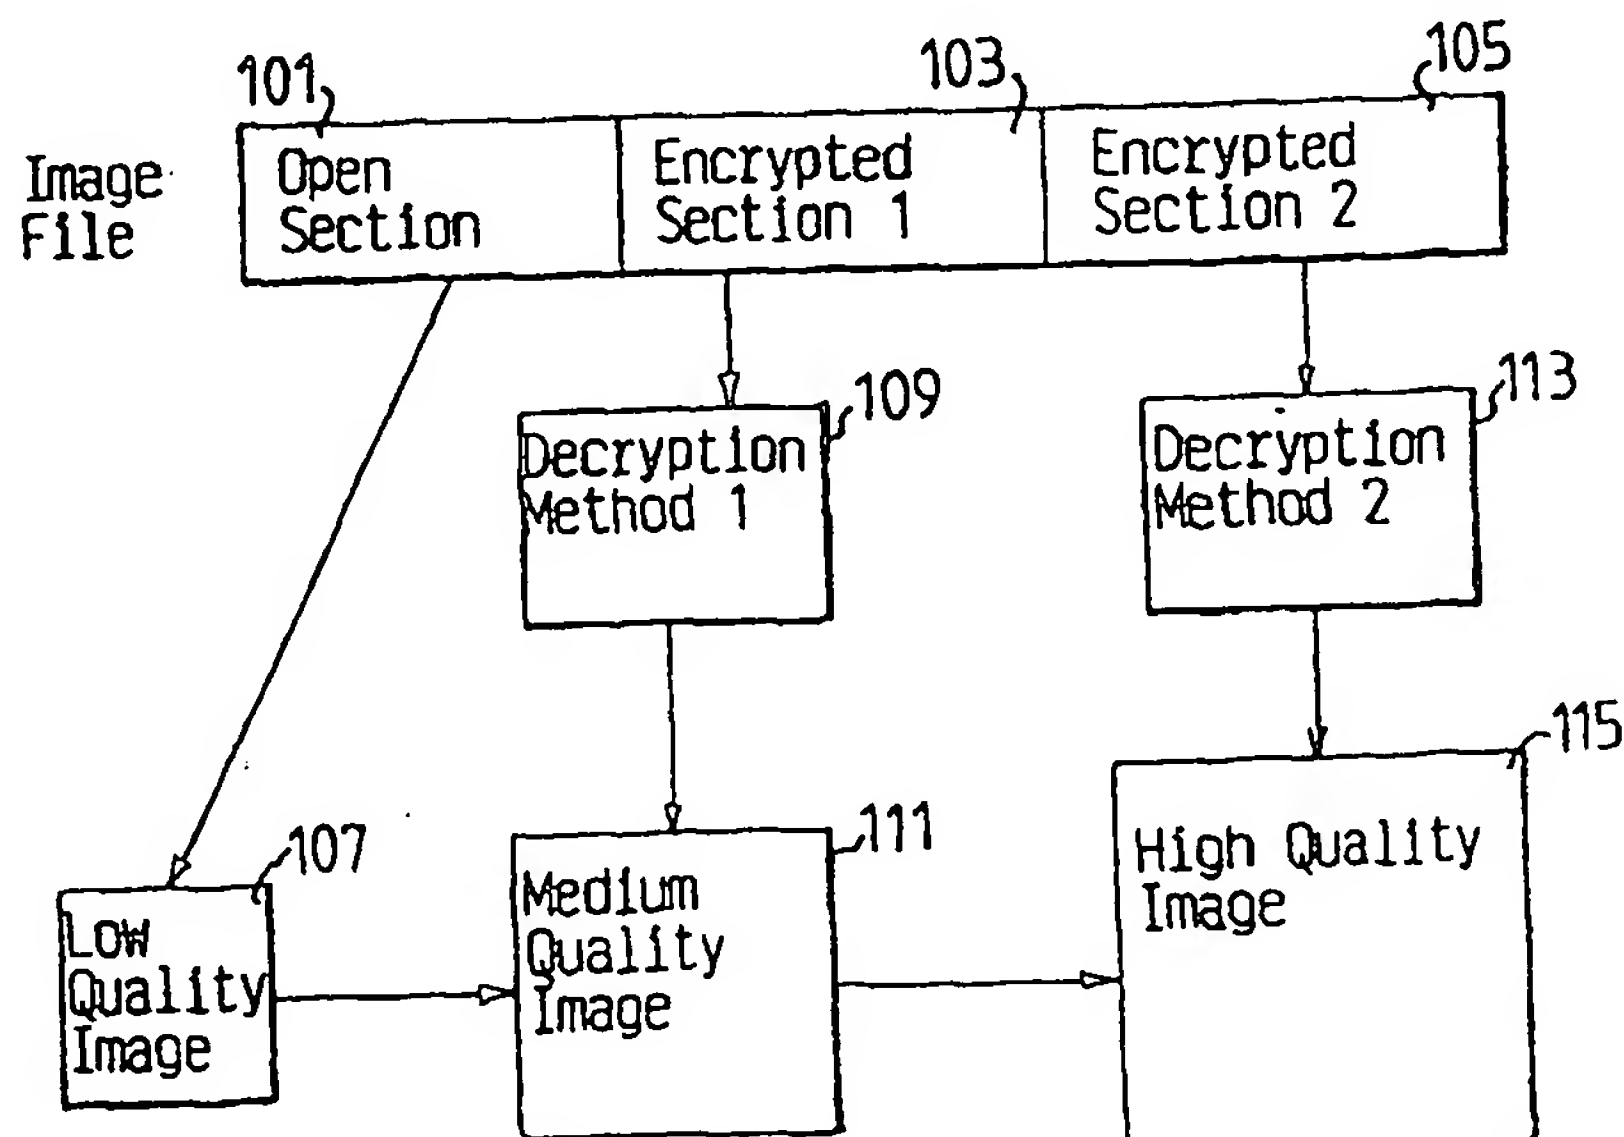 101
103
105
Image
File
Open
Section
Encrypted
Section 1
Encrypted
Section 2
109
113
Decryption
Method 1
Decryption
Method 2
107
111
115
Low
Quality
Image
Medium
Quality
Image
High Quality
Image